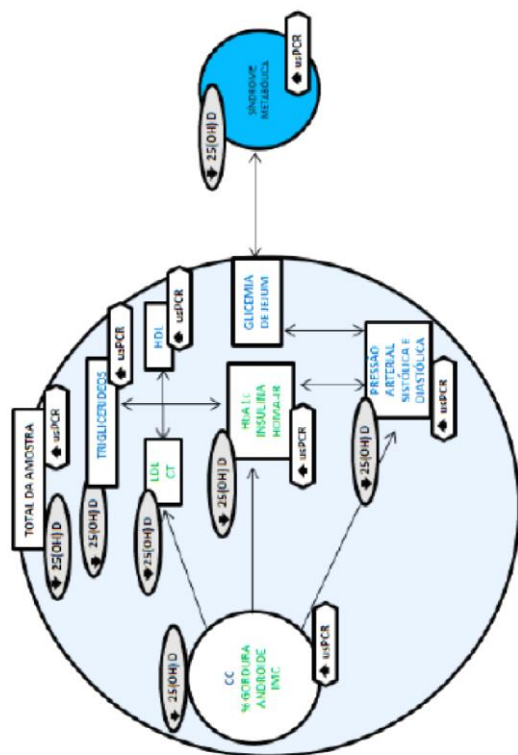 TOTAL DA AMOSTRA
25(OH) D
usPCR
25(OH) D
TRIGLICERÍDEOS
usPCR
25(OH) D
LDL
CT
HDL
usPCR
25(OH) D
SÍNDROME
METABÓLICA
usPCR
25(OH) D
CC
% GORDURA
ANDROIDE
IMC
usPCR
25(OH) D
HbA 1c
INSULINA
HOMA-IR
usPCR
GLICEMIA
DE JEJUM
25(OH) D
PRESSÃO
ARTERIAL
SISTÓLICA E
DIASTÓLICA
usPCR